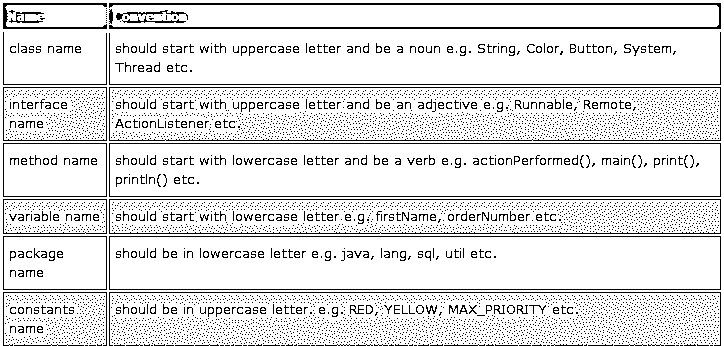 Name Convention
class name should start with uppercase letter and be a noun e.g. String, Color, Button, System,
Thread etc.
interface should start with uppercase letter and be an adjective e.g. Runnable, Remote,
name ActionListener etc.
method name should start with lowercase letter and be a verb e.g. actionPerformed(), main(), print(),
println() etc.
variable name should start with lowercase letter e.g. firstName, orderNumber etc.
package should be in lowercase letter e.g. java, lang, sql, util etc.
name
constants should be in uppercase letter. e.g. RED, YELLOW, MAX_PRIORITY etc.
name